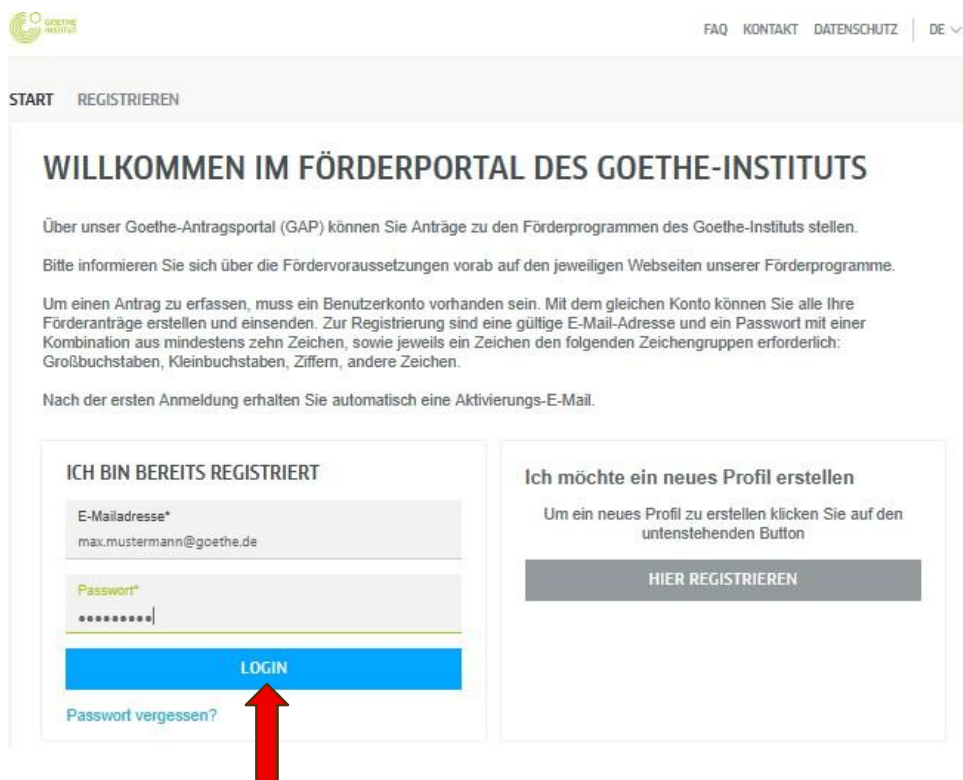 GOETHE
INSTITUT
FAQ KONTAKT DATENSCHUTZ DE
START REGISTRIEREN
WILLKOMMEN IM FÖRDERPORTAL DES GOETHE-INSTITUTS
Über unser Goethe-Antragsportal (GAP) können Sie Anträge zu den Förderprogrammen des Goethe-Instituts stellen.
Bitte informieren Sie sich über die Fördervoraussetzungen vorab auf den jeweiligen Webseiten unserer Förderprogramme.
Um einen Antrag zu erfassen, muss ein Benutzerkonto vorhanden sein. Mit dem gleichen Konto können Sie alle Ihre
Förderanträge erstellen und einsenden. Zur Registrierung sind eine gültige E-Mail-Adresse und ein Passwort mit einer
Kombination aus mindestens zehn Zeichen, sowie jeweils ein Zeichen den folgenden Zeichengruppen erforderlich:
Großbuchstaben, Kleinbuchstaben, Ziffern, andere Zeichen.
Nach der ersten Anmeldung erhalten Sie automatisch eine Aktivierungs-E-Mail.
ICH BIN BEREITS REGISTRIERT
E-Mailadresse*
max.mustermann@goethe.de
Passwort*
•••••••••
LOGIN
Passwort vergessen?
Ich möchte ein neues Profil erstellen
Um ein neues Profil zu erstellen klicken Sie auf den
untenstehenden Button
HIER REGISTRIEREN